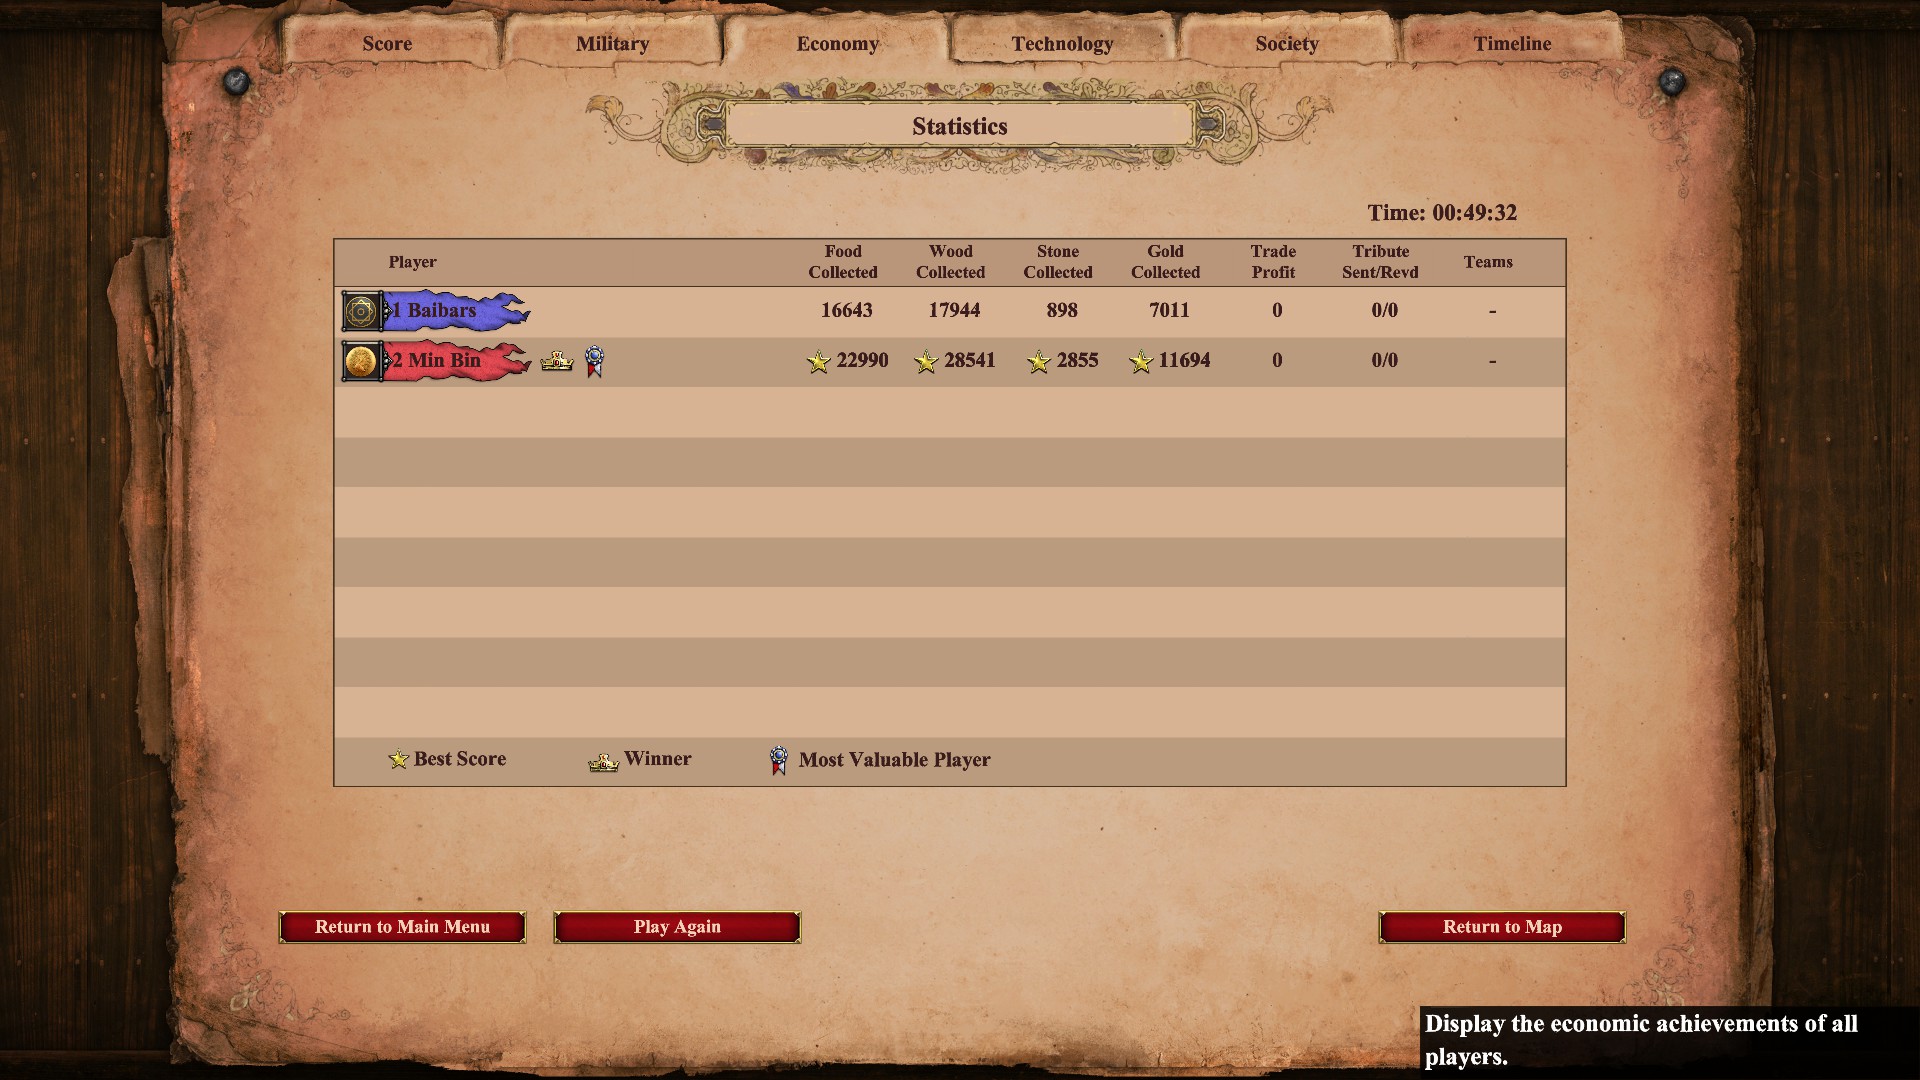 Score Military Economy Technology Society Timeline
Statistics
Time: 00:49:32
Player Food Collected Wood Collected Stone Collected Gold Collected Trade Profit Tribute Sent/Revd Teams
1 Baibars 16643 17944 898 7011 0 0/0 -
2 Min Bin 22990 28541 2855 11694 0 0/0 -
Best Score Winner Most Valuable Player
Return to Main Menu Play Again Return to Map
Display the economic achievements of all
players.